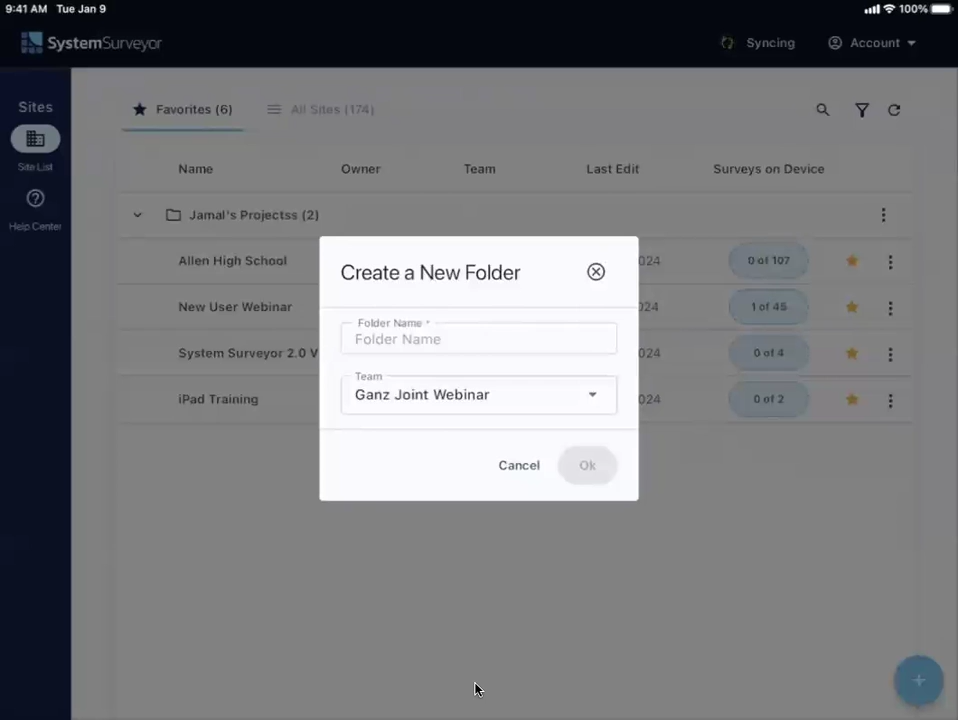 9:41 AM Tue Jan 9 100%
SystemSurveyor Syncing Account
Sites
Site List
Help Center
Favorites (6) All Sites (174)
Name Owner Team Last Edit Surveys on Device
Jamal's Projectss (2)
Allen High School 024 0 of 107
New User Webinar 024 1 of 45
System Surveyor 2.0 V 024 0 of 4
iPad Training 024 0 of 2
Create a New Folder
Folder Name *
Folder Name
Team
Ganz Joint Webinar
Cancel Ok